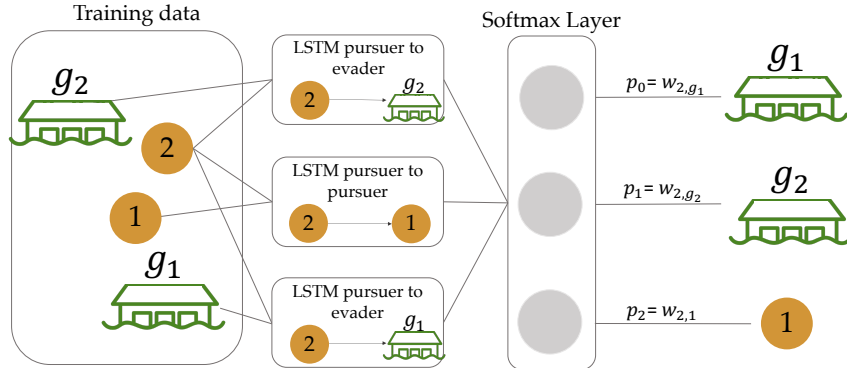 Training data
g₂
2
1
g₁
LSTM pursuer to
evader
2
g₂
LSTM pursuer to
pursuer
2
1
LSTM pursuer to
evader
2
g₁
Softmax Layer
p₀= w₂,g₁
g₁
p₁= w₂,g₂
g₂
p₂= w₂,₁
1